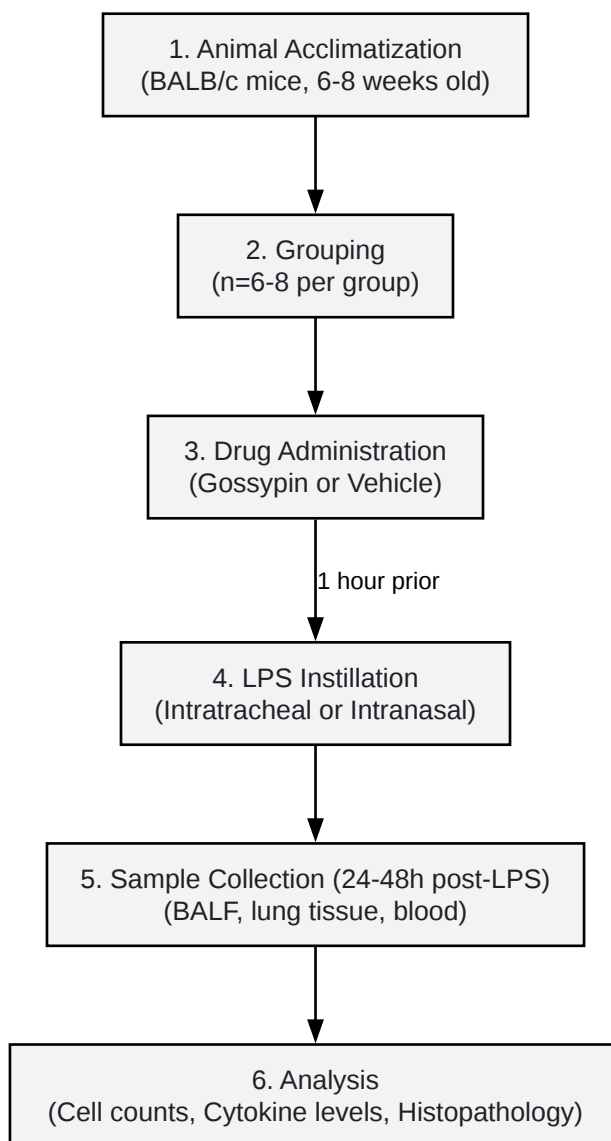 1. Animal Acclimatization
(BALB/c mice, 6-8 weeks old)
2. Grouping
(n=6-8 per group)
3. Drug Administration
(Gossypin or Vehicle)
1 hour prior
4. LPS Instillation
(Intratracheal or Intranasal)
5. Sample Collection (24-48h post-LPS)
(BALF, lung tissue, blood)
6. Analysis
(Cell counts, Cytokine levels, Histopathology)